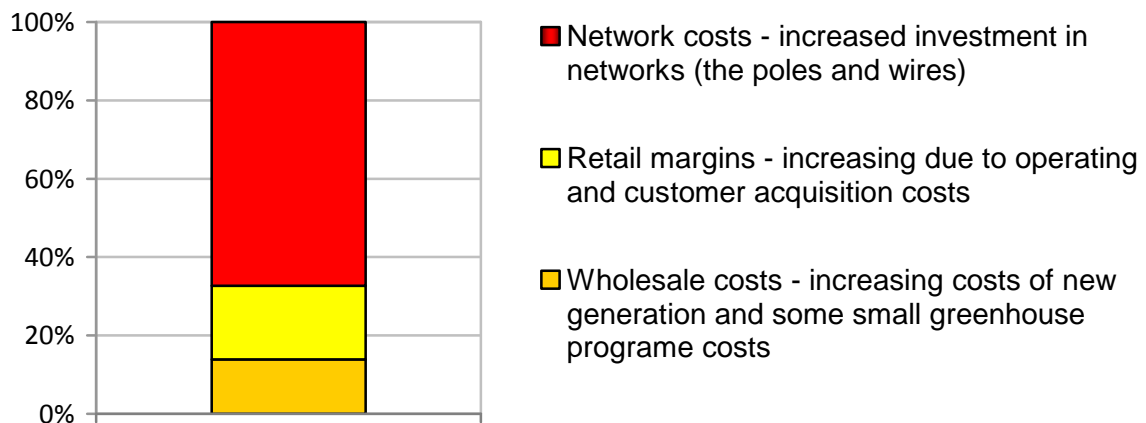 100%
80%
60%
40%
20%
0%
Network costs - increased investment in
networks (the poles and wires)
Retail margins - increasing due to operating
and customer acquisition costs
Wholesale costs - increasing costs of new
generation and some small greenhouse
programe costs